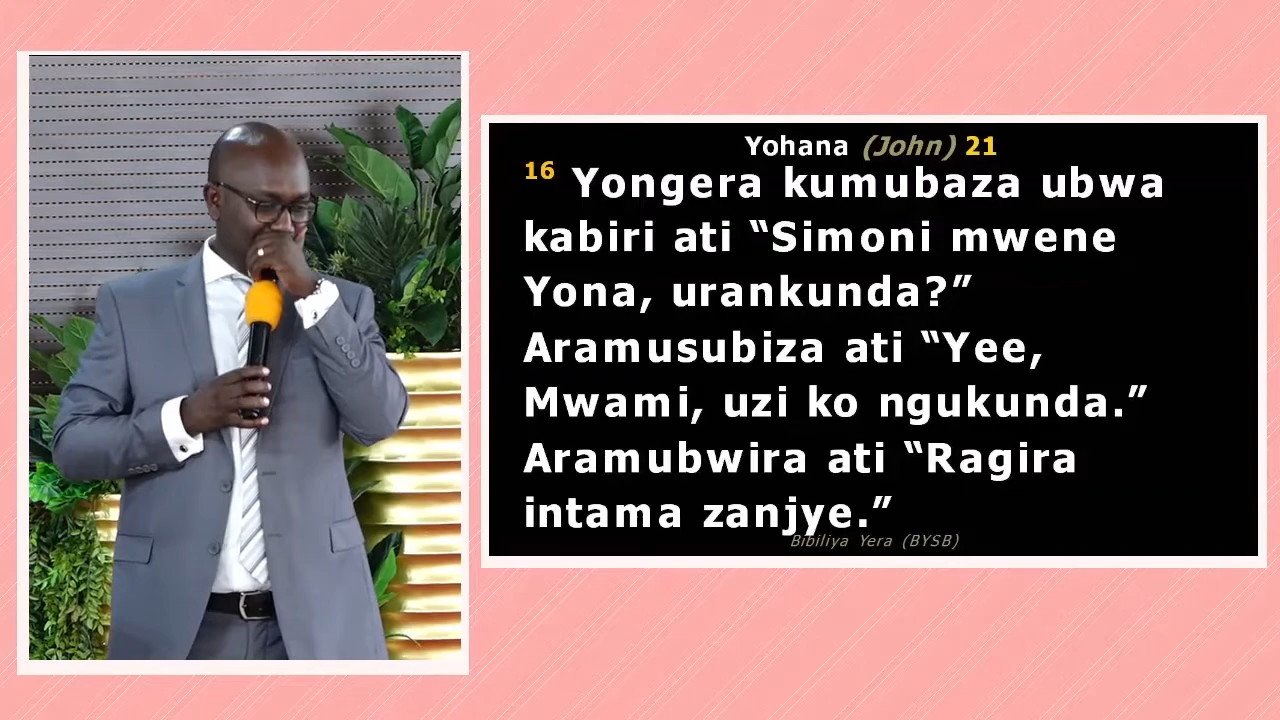 Yohana (John) 21
16 Yongera kumubaza ubwa
kabiri ati “Simoni mwene
Yona, urankunda?”
Aramusubiza ati “Yee,
Mwami, uzi ko ngukunda.”
Aramubwira ati “Ragira
intama zanjye.”
Bibiliya Yera (BYSB)